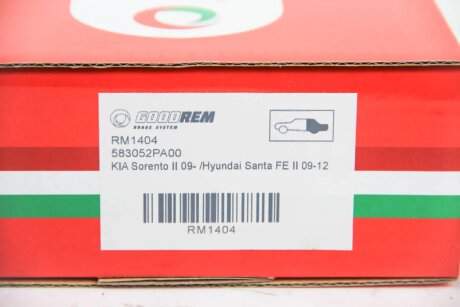 GOODREM
BRAKE SYSTEM
RM1404
583052PA00
KIA Sorento II 09- /Hyundai Santa FE II 09-12
RM1404